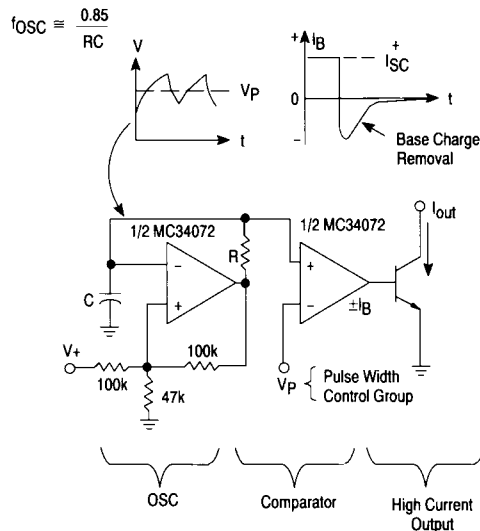 fOSC ≅ 0.85 / RC
V
VP
t
+ IB
+
ISC
0
t
−
Base Charge
Removal
1/2 MC34072
1/2 MC34072
Iout
R
−
+
+
−
C
±IB
V+
100k
100k
47k
VP
Pulse Width
Control Group
OSC
Comparator
High Current
Output